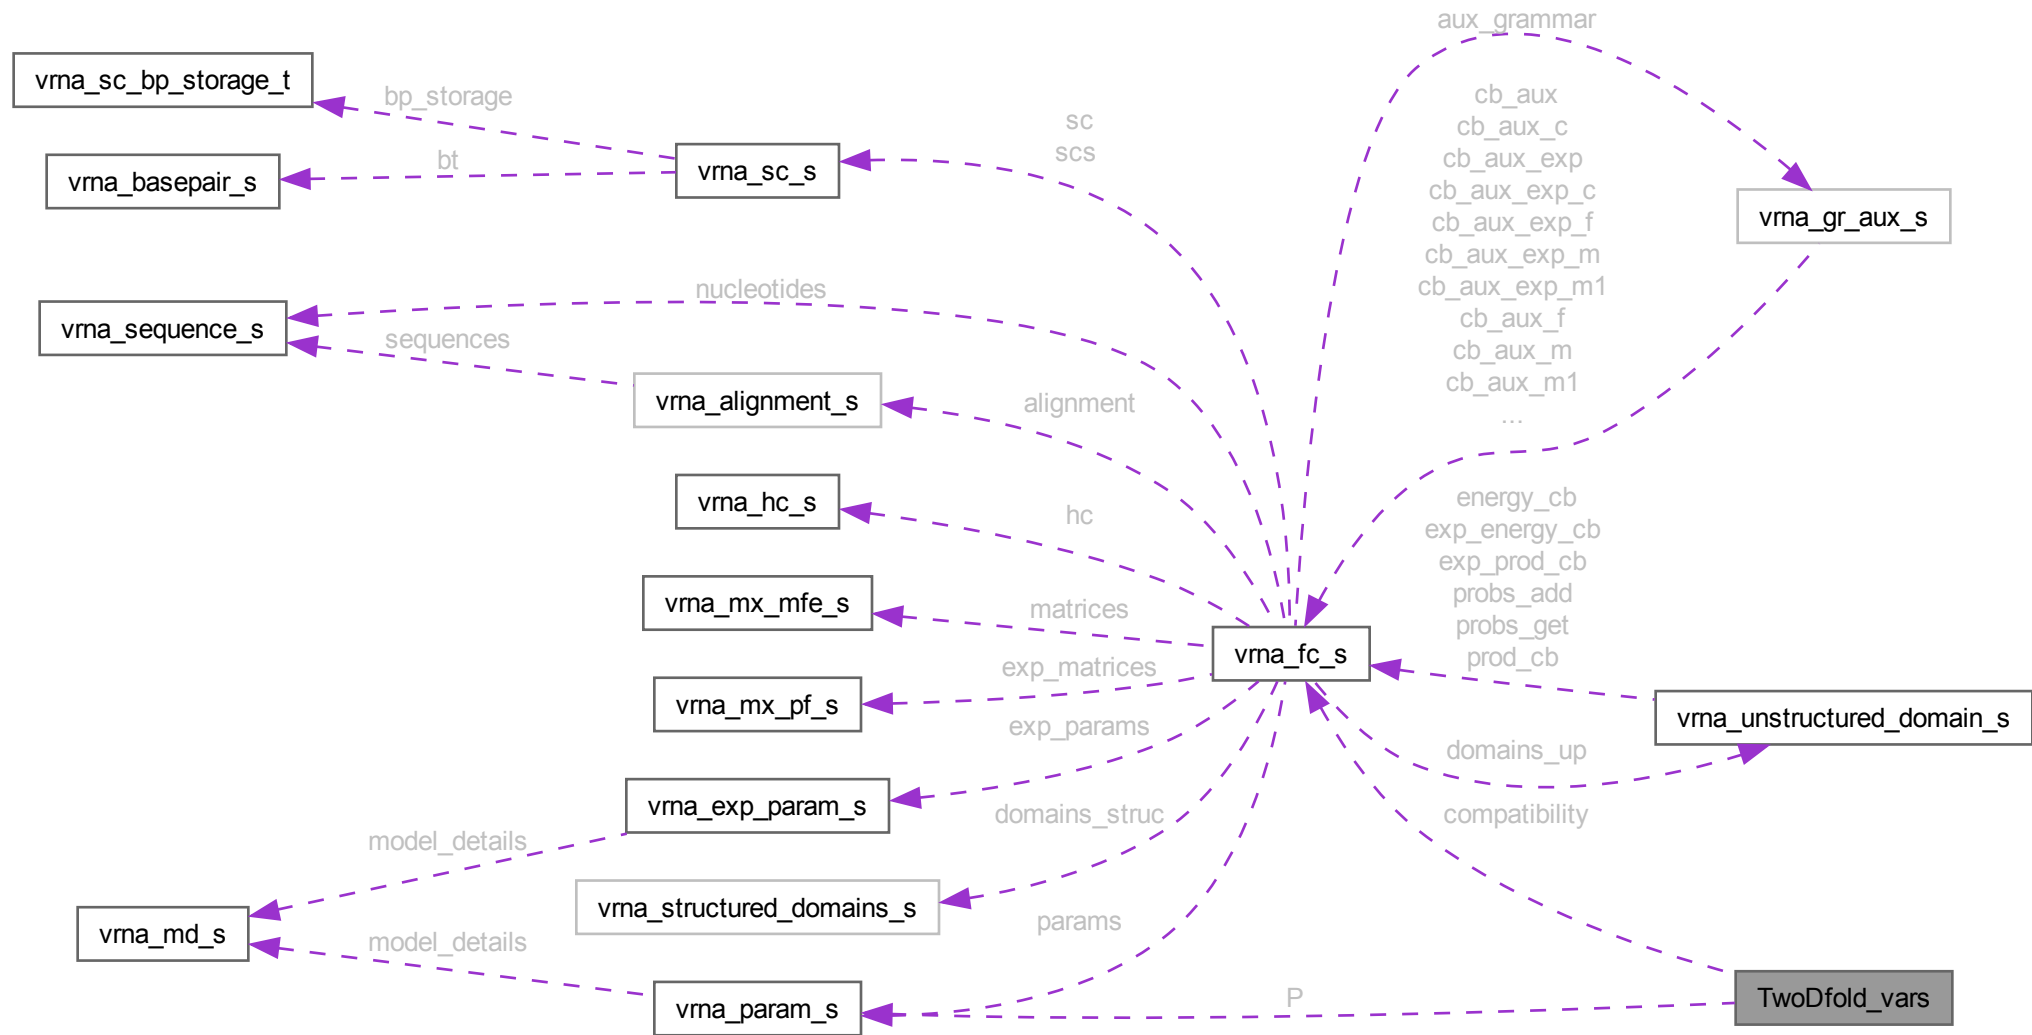 aux_grammar
vrna_sc_bp_storage_t
bp_storage
cb_aux
cb_aux_c
cb_aux_exp
cb_aux_exp_c
cb_aux_exp_f
cb_aux_exp_m
cb_aux_exp_m1
cb_aux_f
cb_aux_m
cb_aux_m1
...
sc
scs
bt
vrna_basepair_s
vrna_sc_s
vrna_gr_aux_s
nucleotides
vrna_sequence_s
sequences
vrna_alignment_s
alignment
vrna_hc_s
hc
energy_cb
exp_energy_cb
exp_prod_cb
probs_add
probs_get
prod_cb
vrna_mx_mfe_s
matrices
vrna_fc_s
exp_matrices
vrna_mx_pf_s
vrna_unstructured_domain_s
exp_params
domains_up
vrna_exp_param_s
domains_struc
compatibility
model_details
vrna_structured_domains_s
params
vrna_md_s
model_details
vrna_param_s
P
TwoDfold_vars